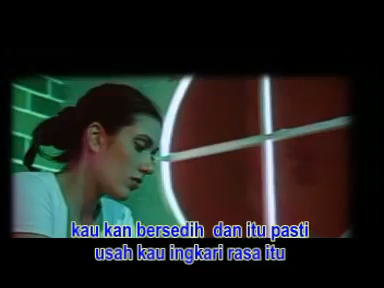 kau kan bersedih dan itu pasti
usah kau ingkari rasa itu